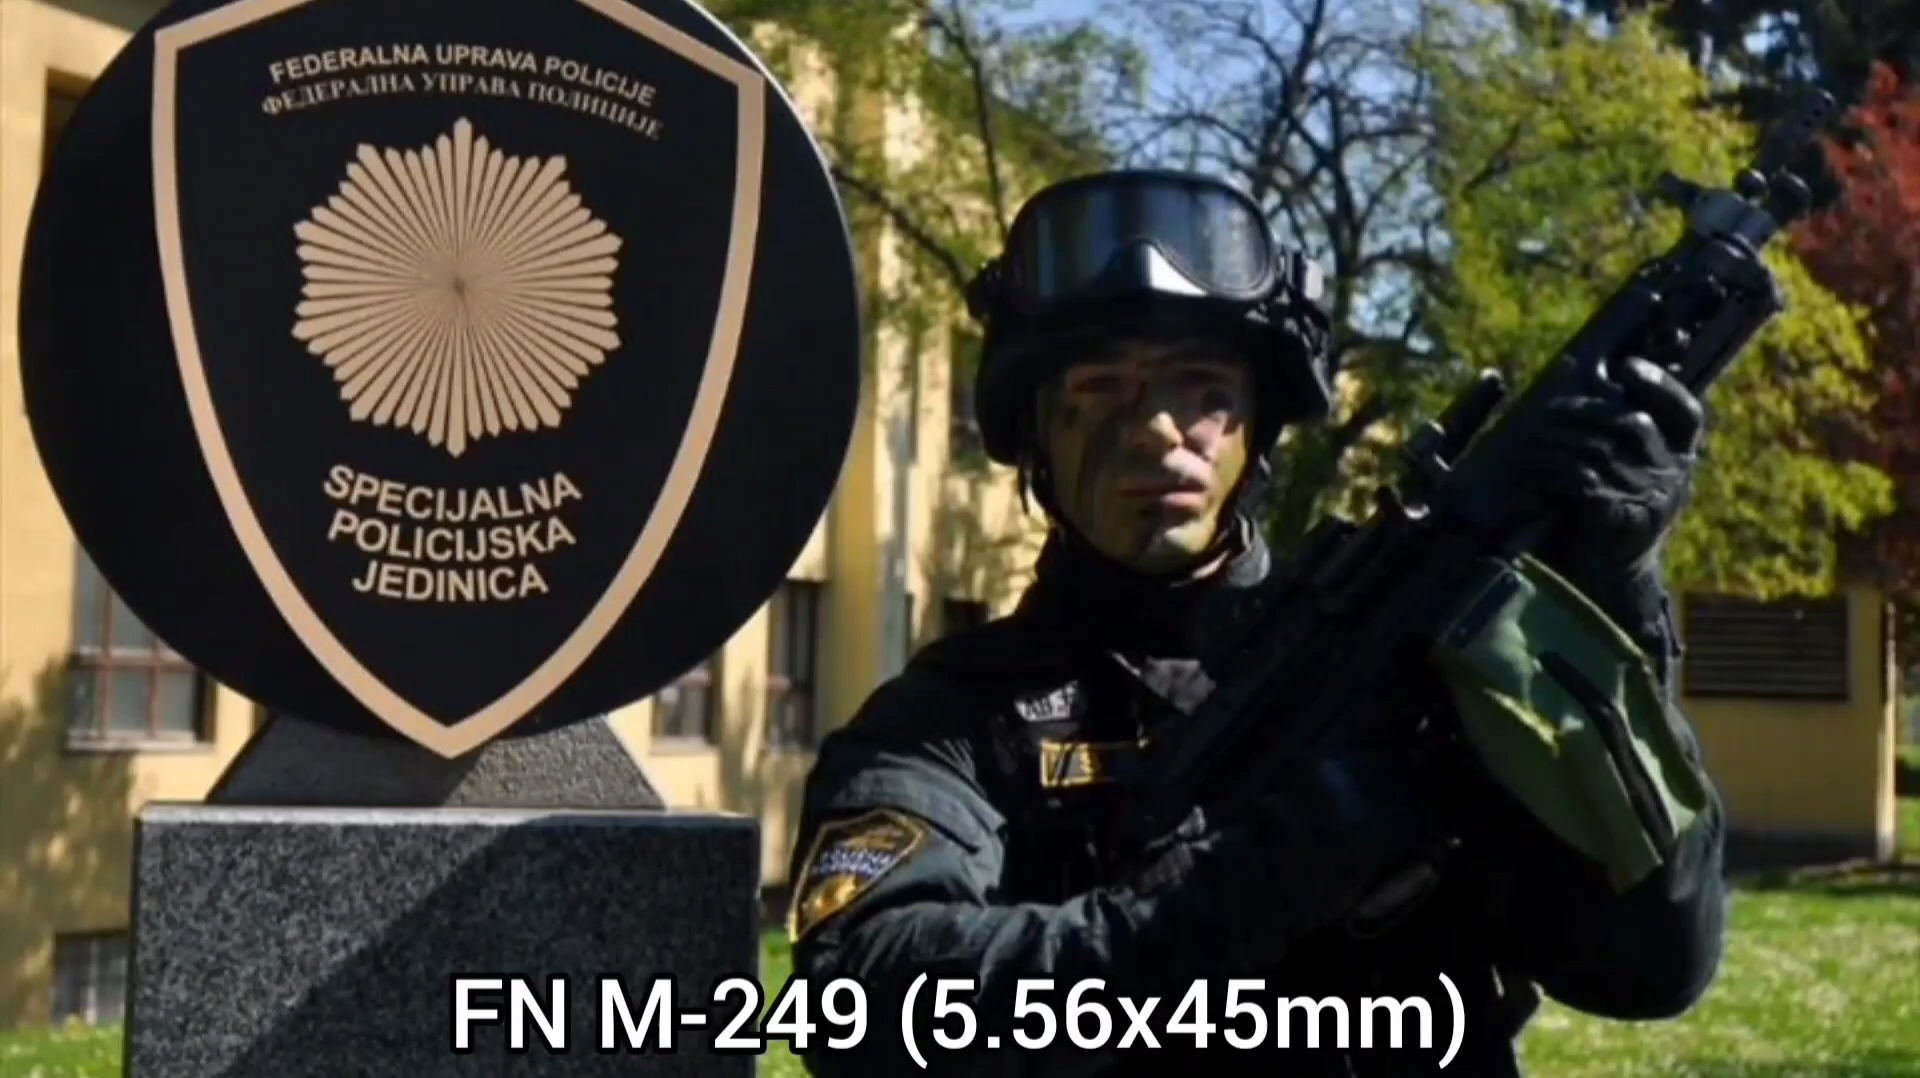 FEDERALNA UPRAVA POLICIJE
ФЕДЕРАЛНА УПРАВА ПОЛИЦИЈЕ
SPECIJALNA
POLICIJSKA
JEDINICA
FN M-249 (5.56x45mm)